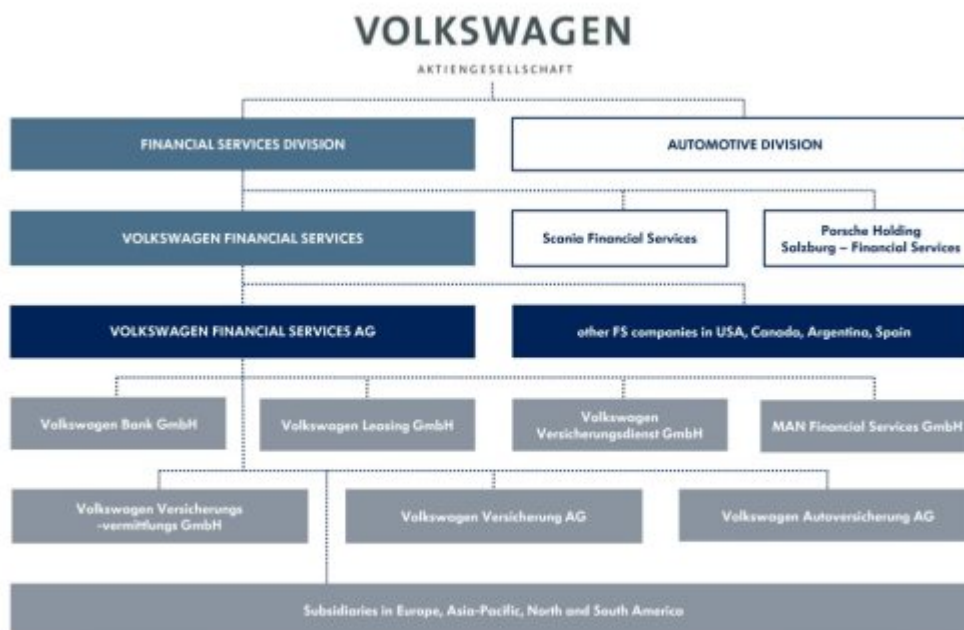 VOLKSWAGEN
AKTIENGESELLSCHAFT
FINANCIAL SERVICES DIVISION
AUTOMOTIVE DIVISION
VOLKSWAGEN FINANCIAL SERVICES
Scania Financial Services
Porsche Holding
Salzburg – Financial Services
VOLKSWAGEN FINANCIAL SERVICES AG
other FS companies in USA, Canada, Argentina, Spain
Volkswagen Bank GmbH
Volkswagen Leasing GmbH
Volkswagen
Versicherungsdienst GmbH
MAN Financial Services GmbH
Volkswagen Versicherungs
-vermittlungs GmbH
Volkswagen Versicherung AG
Volkswagen Autoversicherung AG
Subsidiaries in Europe, Asia-Pacific, North and South America